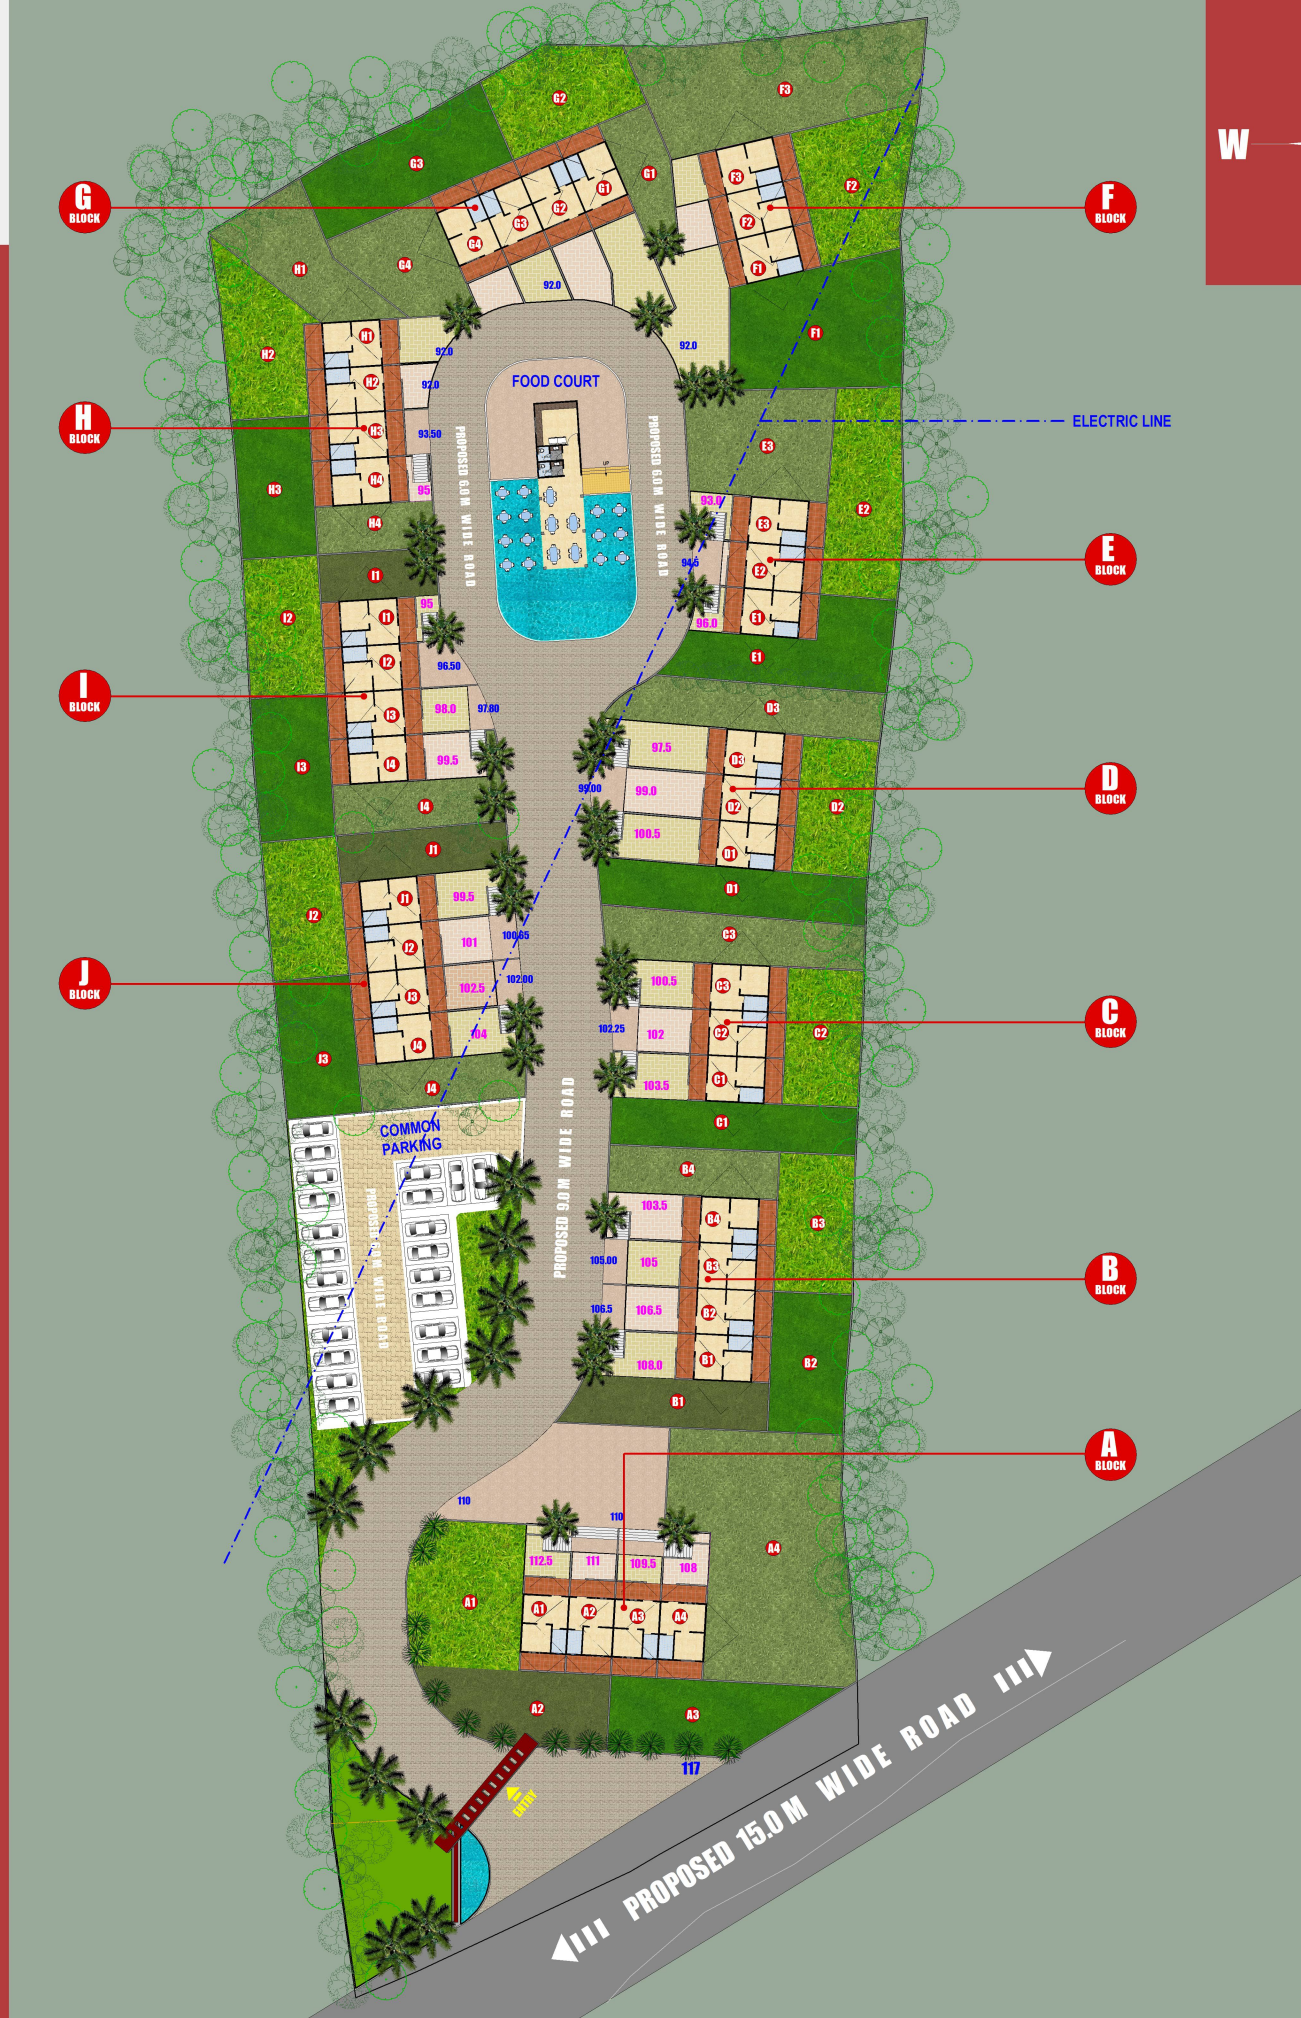 W
G
BLOCK
F
BLOCK
H
BLOCK
E
BLOCK
I
BLOCK
D
BLOCK
J
BLOCK
C
BLOCK
B
BLOCK
A
BLOCK
F3
G2
G3
G1
F3
F2
G1
G2
G3
G4
F2
F1
H1
G4
92.0
F1
92.0
H1
92.0
H2
H2
92.0
FOOD COURT
ELECTRIC LINE
H3
93.50
E3
H4
95
H3
H4
UP
PROPOSED 6.0 M WIDE ROAD
PROPOSED 6.0 M WIDE ROAD
93.0
E3
E2
94.5
E2
E1
96.0
E1
I1
95
I1
I2
I2
96.50
I3
98.0
97.80
I4
99.5
I3
I4
D3
97.5
D3
99.00
99.0
D2
D2
100.5
D1
D1
J1
J1
99.5
J2
J2
101
100.65
J3
102.5
102.00
J4
104
J3
J4
C3
100.5
C3
102.25
102
C2
C2
103.5
C1
C1
COMMON
PARKING
PROPOSED 6.0 M WIDE ROAD
PROPOSED 9.0 M WIDE ROAD
B4
103.5
B4
B3
105.00
105
B3
106.5
106.5
B2
108.0
B1
B2
B1
110
110
A4
112.5
111
109.5
108
A1
A1
A2
A3
A4
A2
A3
117
ENTRY
PROPOSED 15.0 M WIDE ROAD